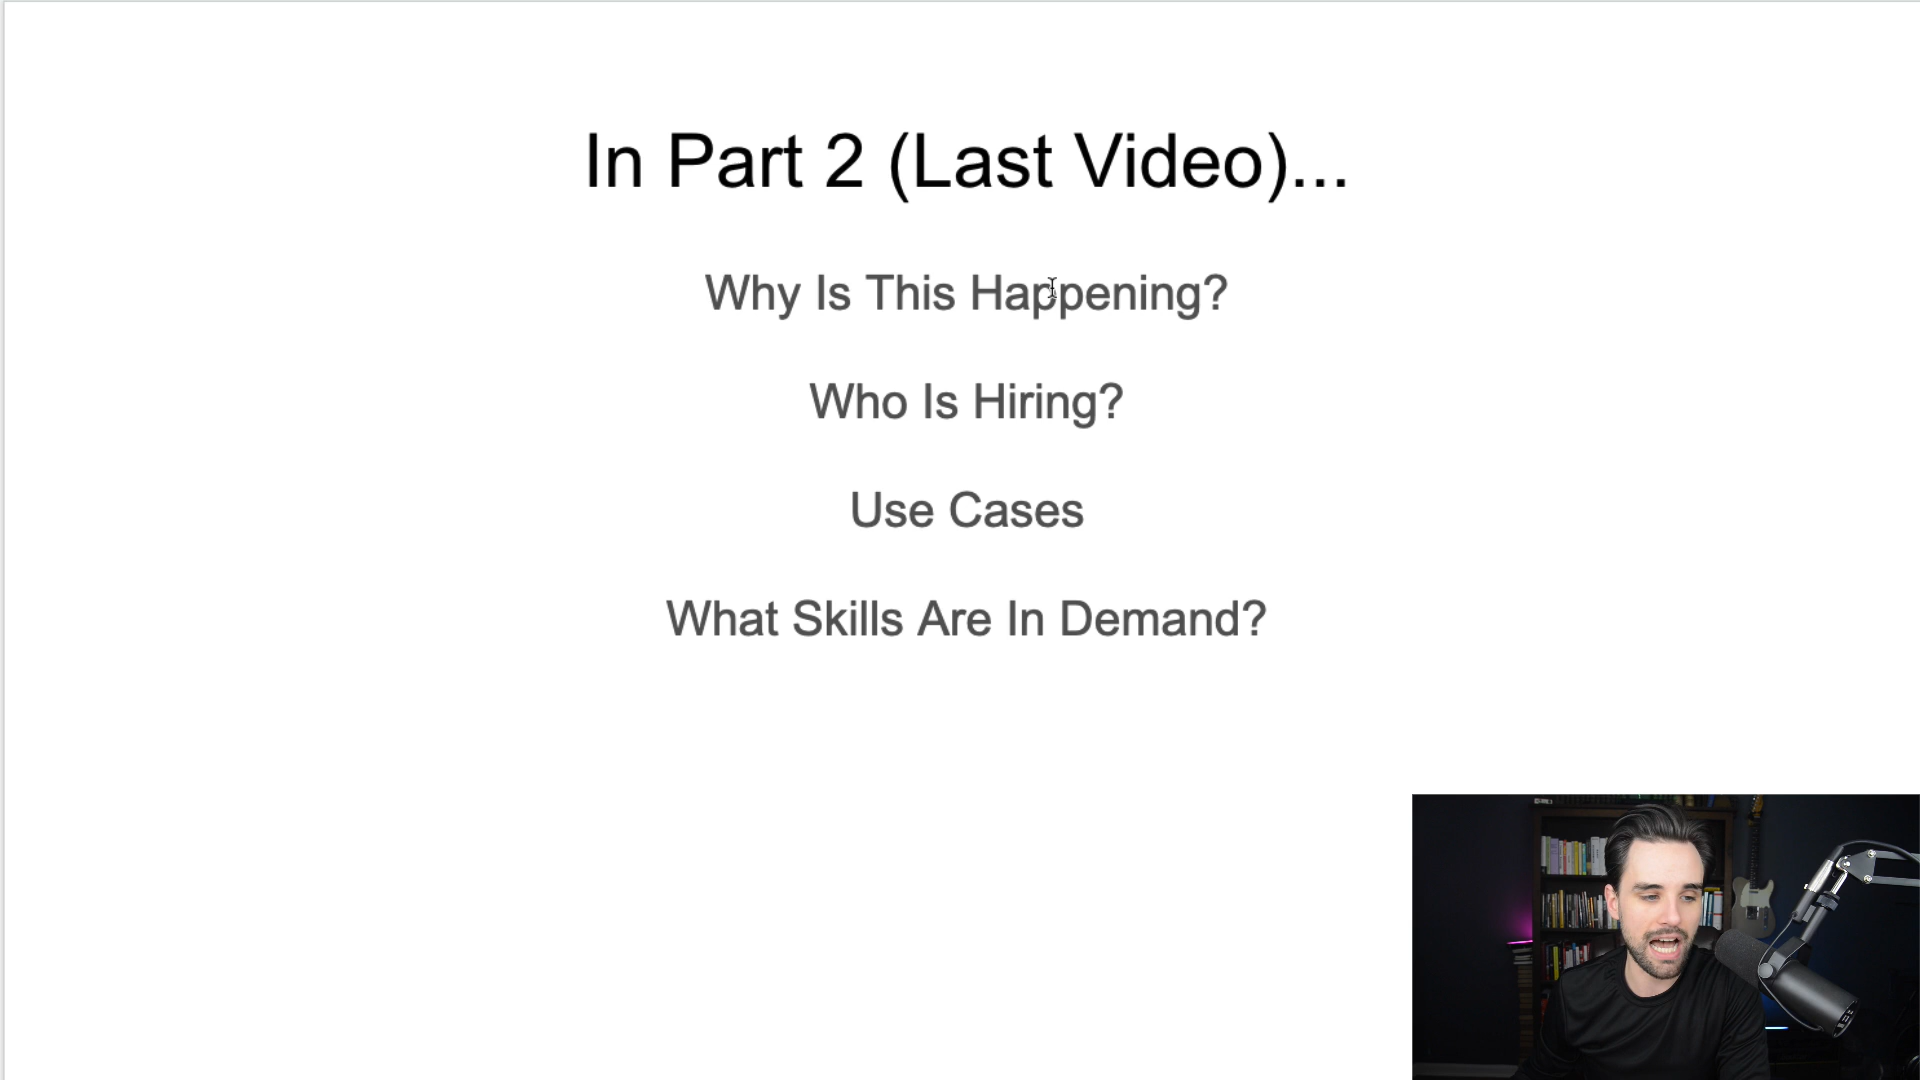 In Part 2 (Last Video)...
Why Is This Happening?
Who Is Hiring?
Use Cases
What Skills Are In Demand?